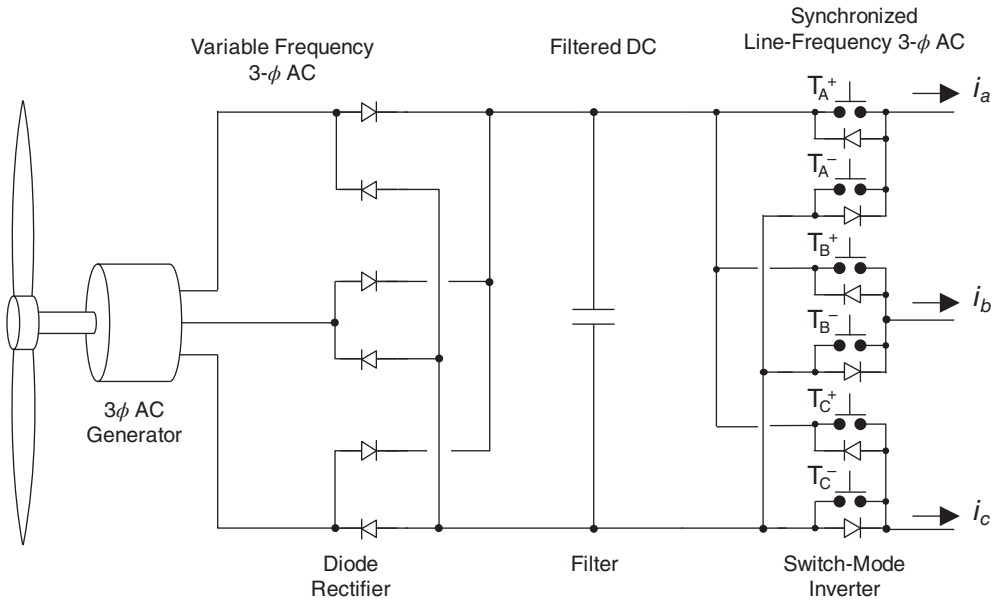 Variable Frequency
3-ϕ AC
Filtered DC
Synchronized
Line-Frequency 3-ϕ AC
T_A^+
i_a
T_A^-
T_B^+
i_b
T_B^-
3ϕ AC
Generator
T_C^+
T_C^-
i_c
Diode
Rectifier
Filter
Switch-Mode
Inverter